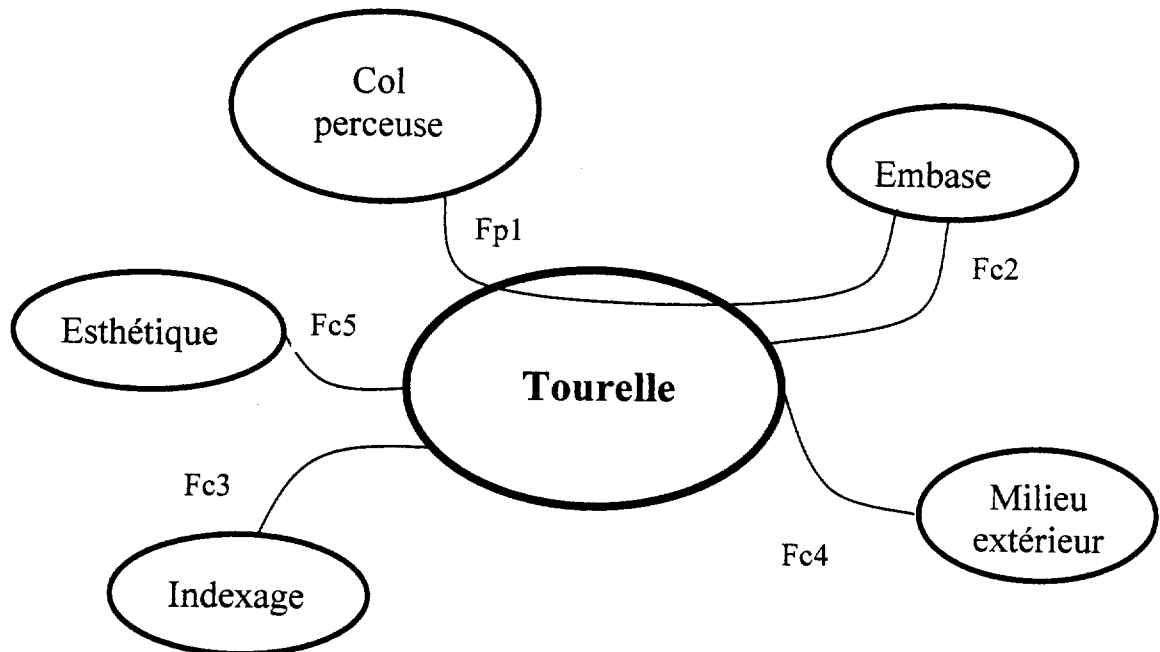 Col
perceuse
Embase
Fp1
Fc2
Esthétique
Fc5
Tourelle
Fc3
Milieu
extérieur
Fc4
Indexage